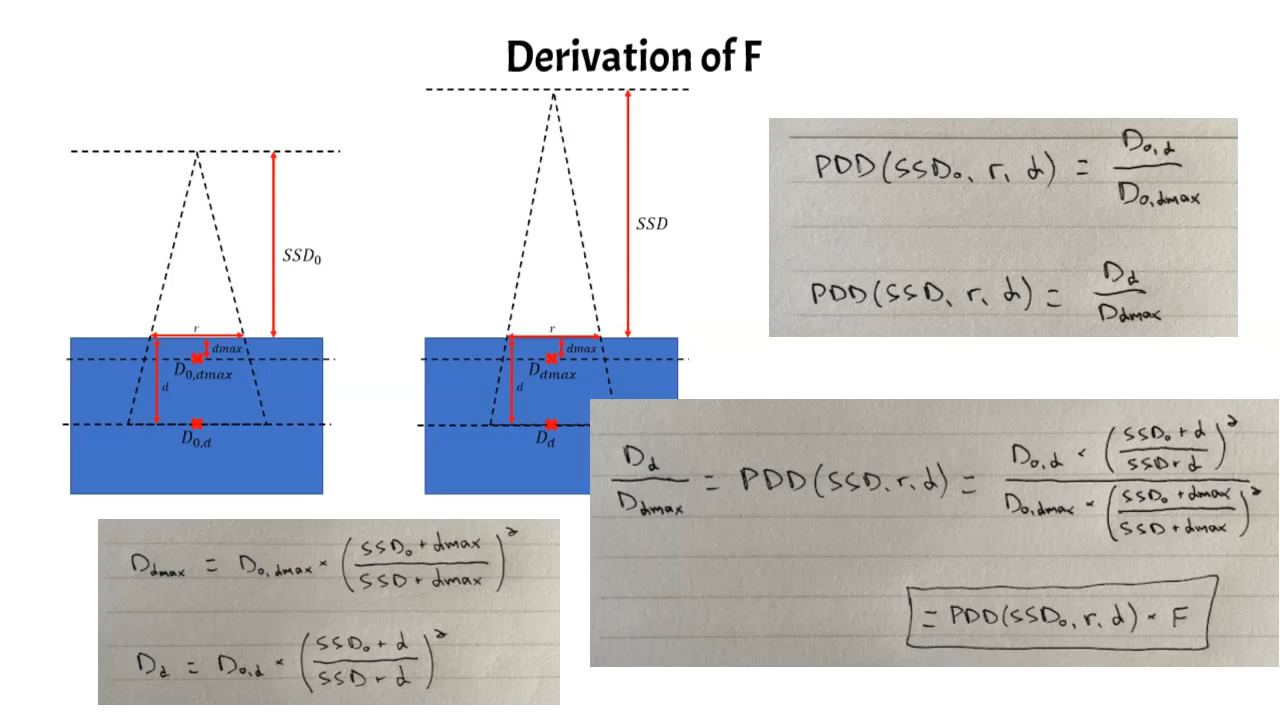 Derivation of F
SSD₀
r
dmax
D₀,dmax
d
D₀,d
SSD
r
dmax
Ddmax
d
Dd
PDD(SSD₀, r, d) = D₀,d / D₀,dmax
PDD(SSD, r, d) = Dd / Ddmax
Ddmax = D₀,dmax × ((SSD₀ + dmax) / (SSD + dmax))²
Dd = D₀,d × ((SSD₀ + d) / (SSD + d))²
Dd / Ddmax = PDD(SSD, r, d) = (D₀,d × ((SSD₀ + d) / (SSD + d))²) / (D₀,dmax × ((SSD₀ + dmax) / (SSD + dmax))²)
= PDD(SSD₀, r, d) × F